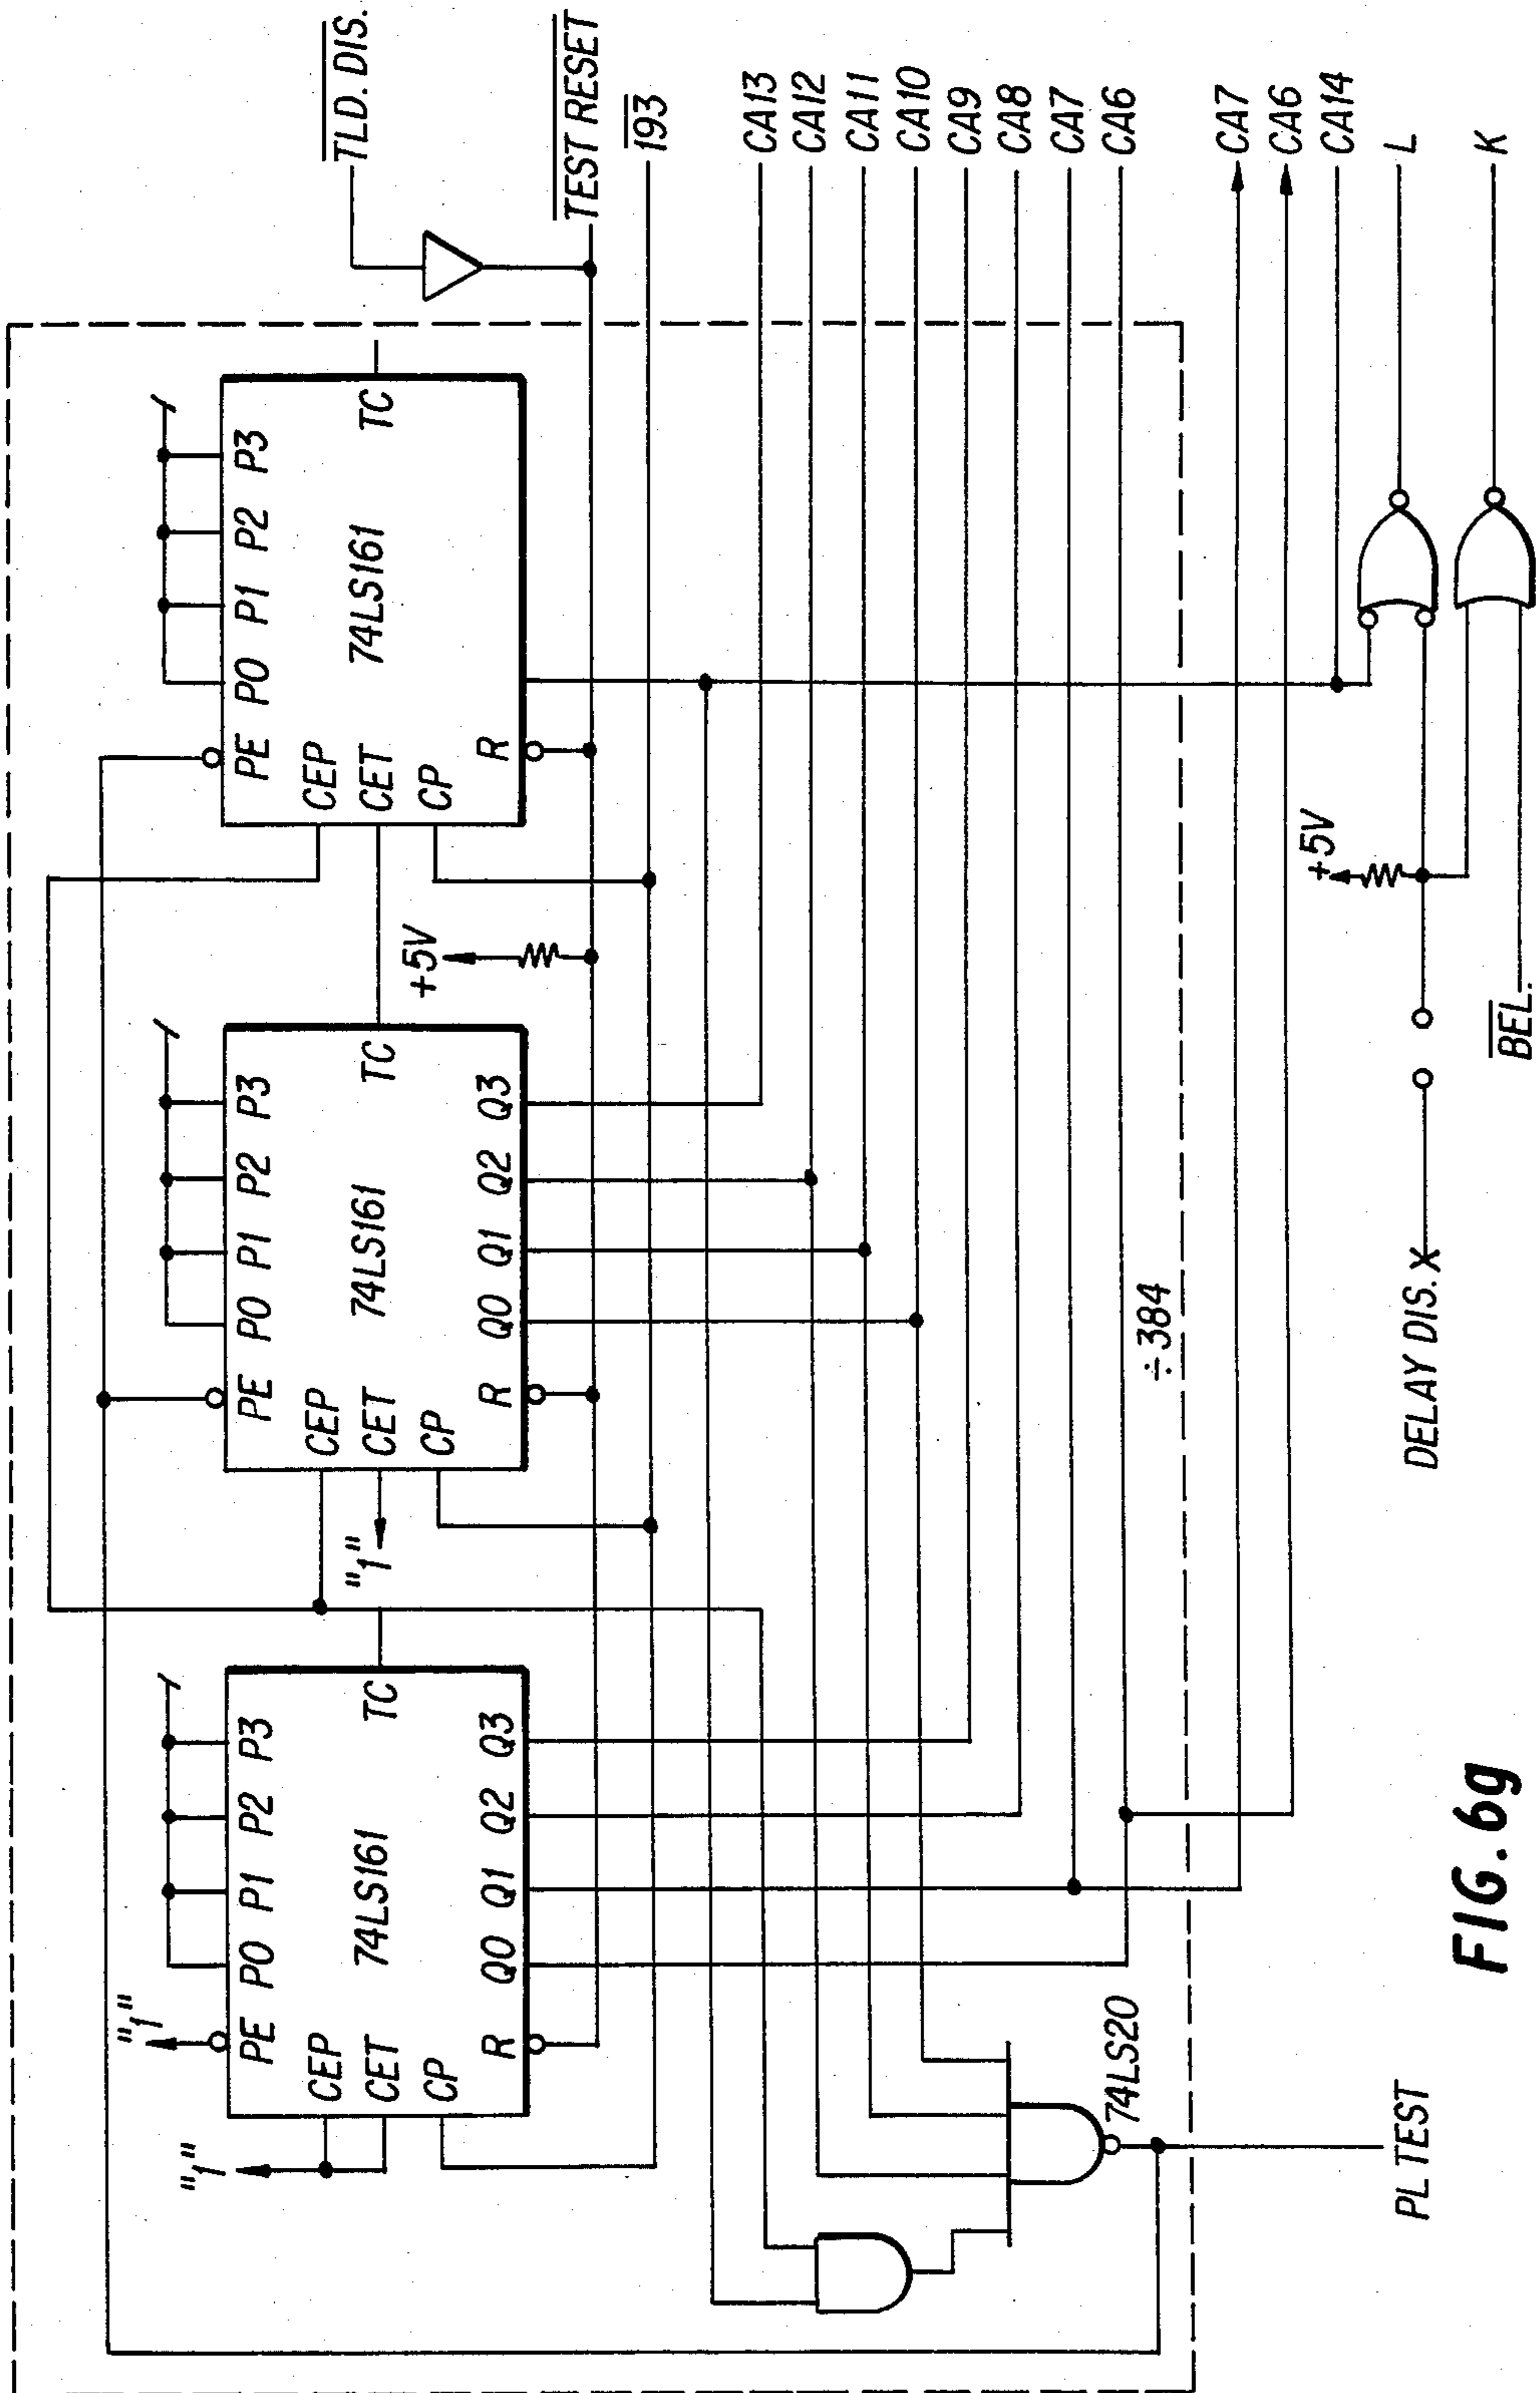 "1"
PE P0 P1 P2 P3
CEP
CET
CP
TC
74LS161
R Q0 Q1 Q2 Q3
"1"
PE P0 P1 P2 P3
CEP
CET
CP
TC
74LS161
R Q0 Q1 Q2 Q3
"1"
+5V
PE P0 P1 P2 P3
CEP
CET
CP
TC
74LS161
R
TLD. DIS.
TEST RESET
193
CA13
CA12
CA11
CA10
CA9
CA8
CA7
CA6
CA7
CA6
CA14
L
K
74LS20
÷384
+5V
PL TEST
DELAY DIS. X
BEL.
FIG. 6g